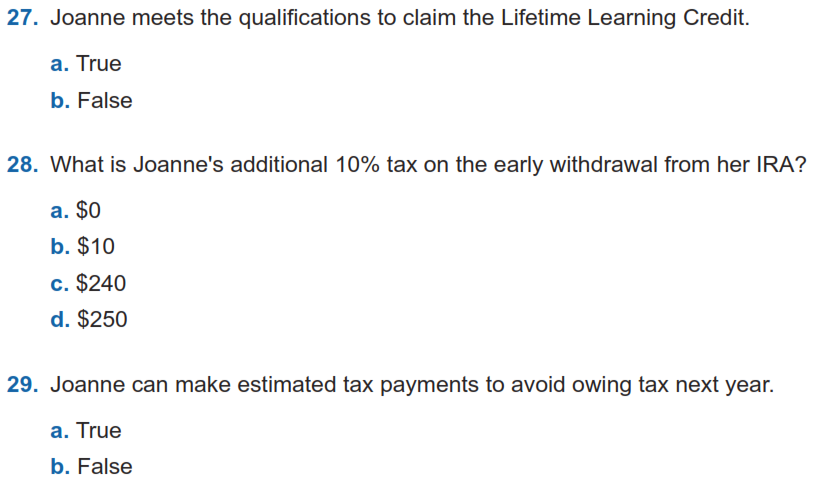 27. Joanne meets the qualifications to claim the Lifetime Learning Credit.
a. True
b. False
28. What is Joanne's additional 10% tax on the early withdrawal from her IRA?
a. $0
b. $10
c. $240
d. $250
29. Joanne can make estimated tax payments to avoid owing tax next year.
a. True
b. False